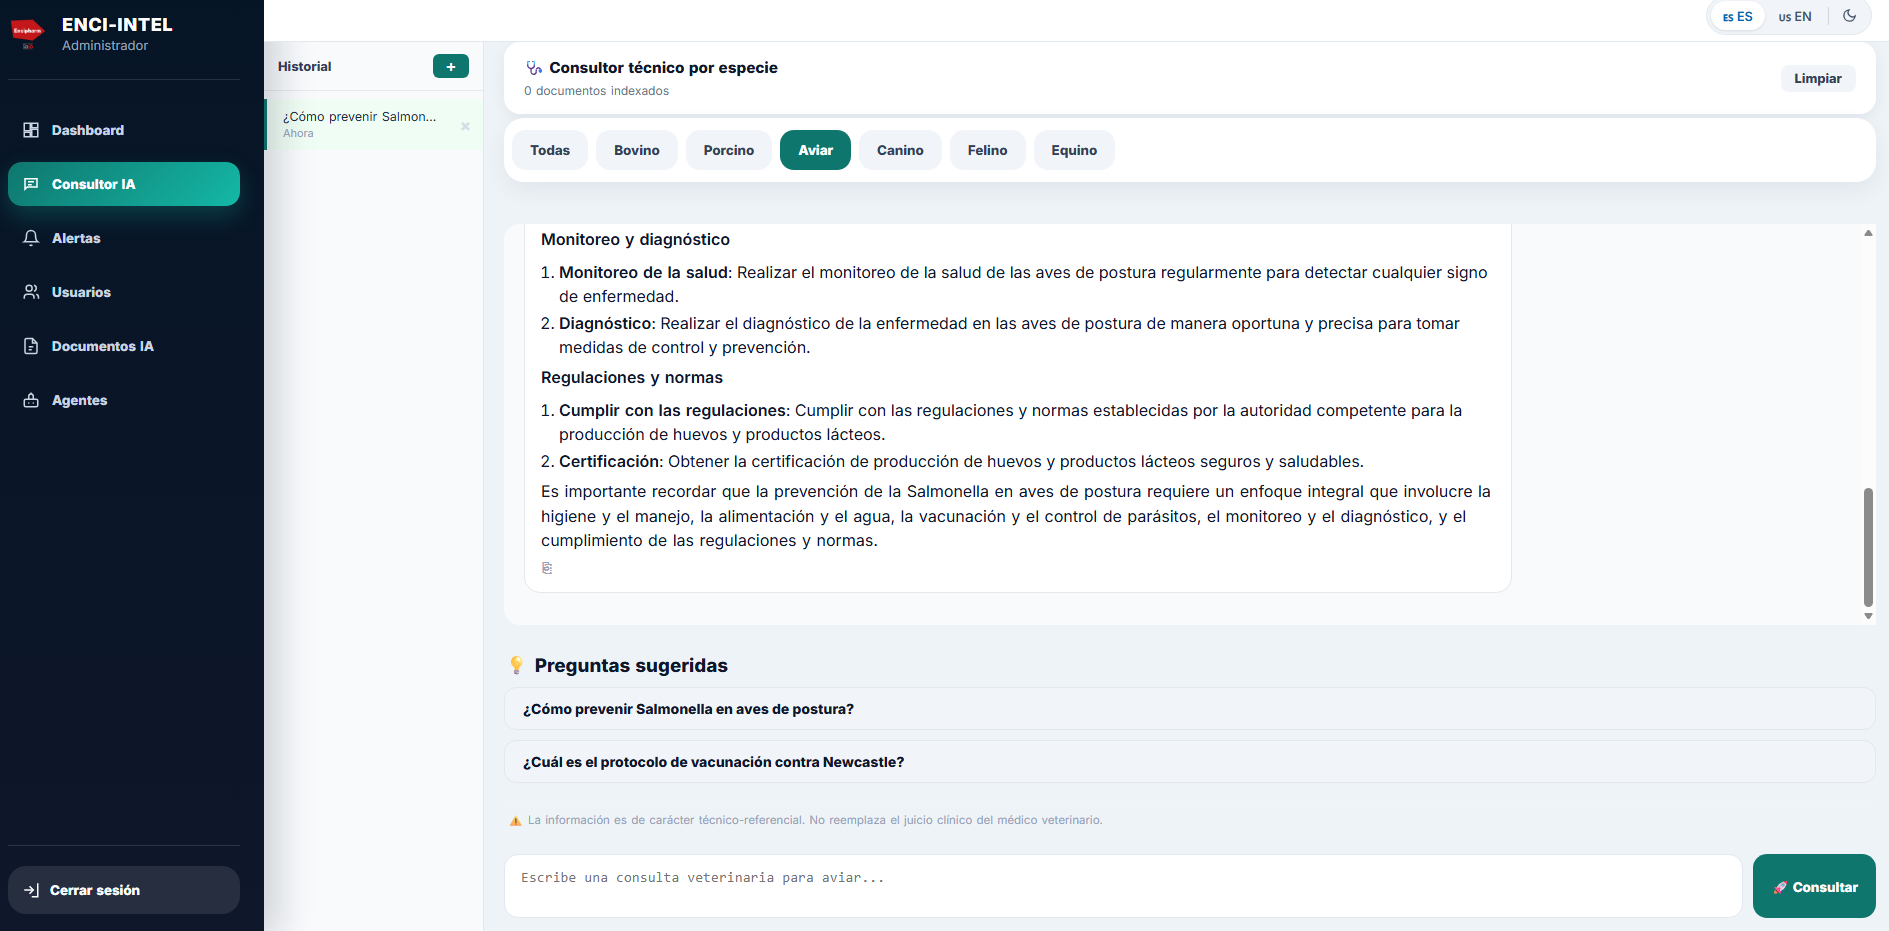 Encipharm
ENCI-INTEL
Administrador
Dashboard
Consultor IA
Alertas
Usuarios
Documentos IA
Agentes
Cerrar sesión
Historial
+
¿Cómo prevenir Salmon...
Ahora
ES ES
US EN
Consultor técnico por especie
0 documentos indexados
Limpiar
Todas
Bovino
Porcino
Aviar
Canino
Felino
Equino
Monitoreo y diagnóstico
1. Monitoreo de la salud: Realizar el monitoreo de la salud de las aves de postura regularmente para detectar cualquier signo
de enfermedad.
2. Diagnóstico: Realizar el diagnóstico de la enfermedad en las aves de postura de manera oportuna y precisa para tomar
medidas de control y prevención.
Regulaciones y normas
1. Cumplir con las regulaciones: Cumplir con las regulaciones y normas establecidas por la autoridad competente para la
producción de huevos y productos lácteos.
2. Certificación: Obtener la certificación de producción de huevos y productos lácteos seguros y saludables.
Es importante recordar que la prevención de la Salmonella en aves de postura requiere un enfoque integral que involucre la
higiene y el manejo, la alimentación y el agua, la vacunación y el control de parásitos, el monitoreo y el diagnóstico, y el
cumplimiento de las regulaciones y normas.
Preguntas sugeridas
¿Cómo prevenir Salmonella en aves de postura?
¿Cuál es el protocolo de vacunación contra Newcastle?
La información es de carácter técnico-referencial. No reemplaza el juicio clínico del médico veterinario.
Escribe una consulta veterinaria para aviar...
Consultar